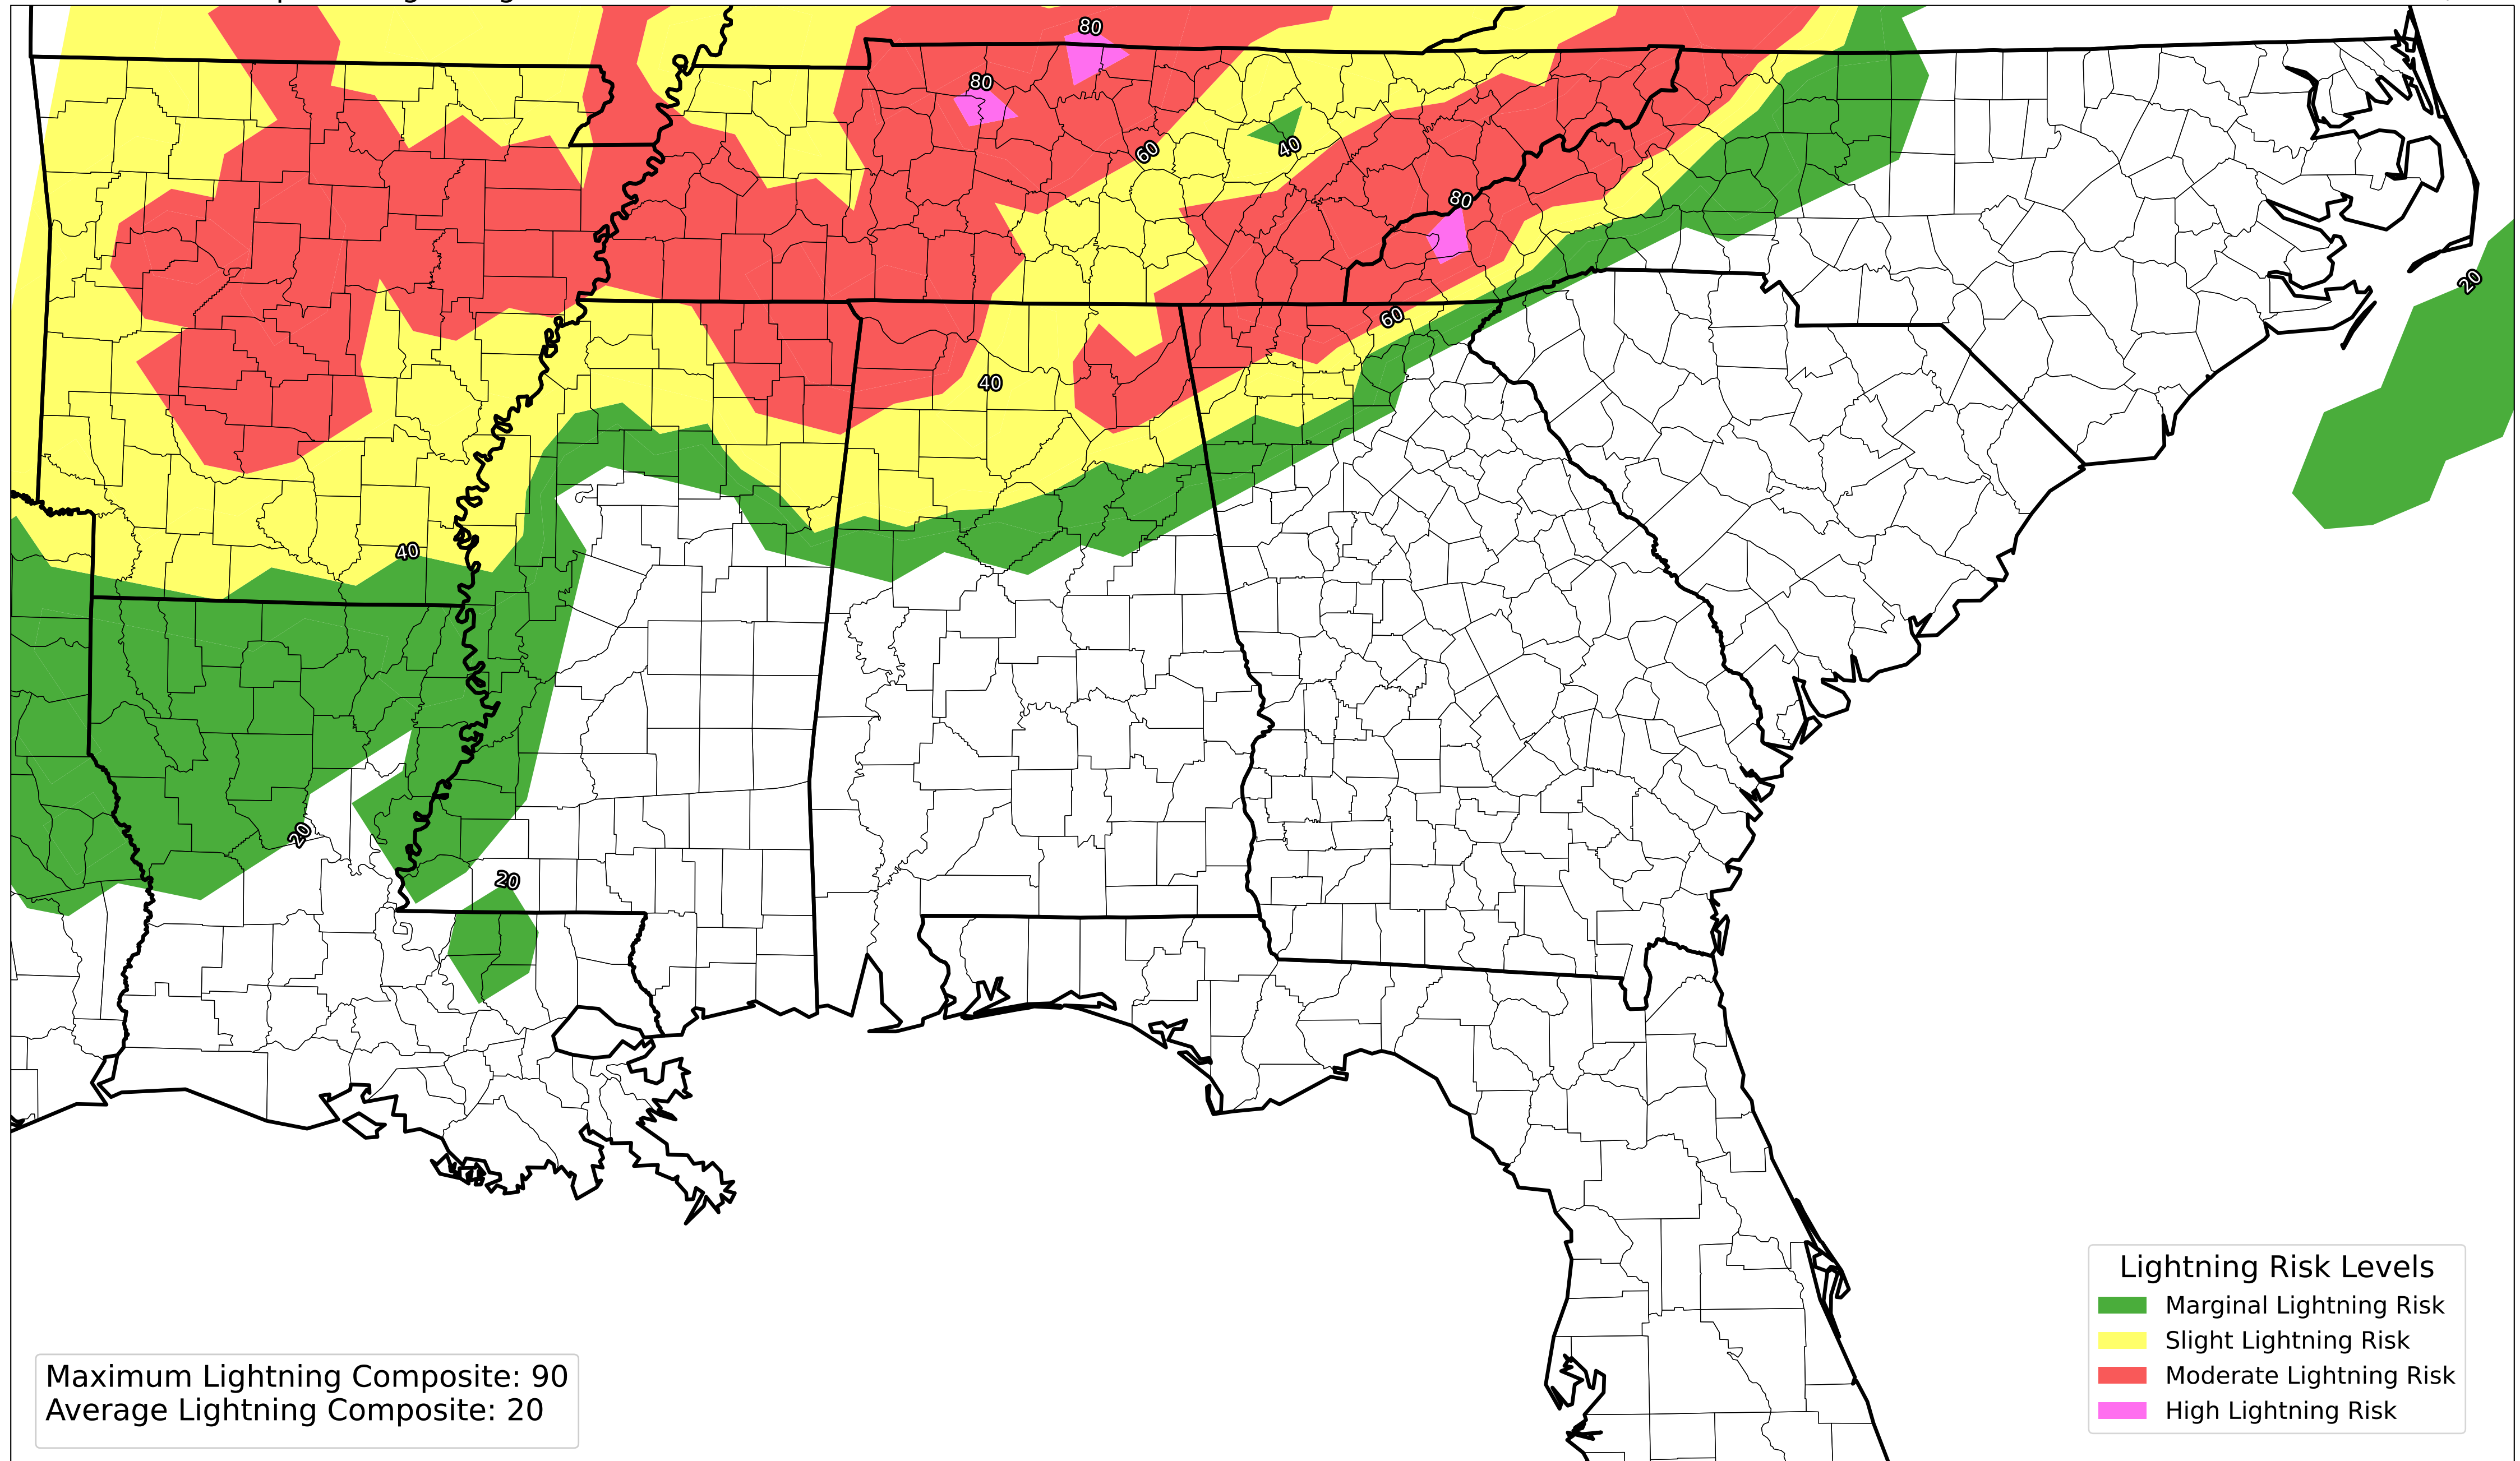 80
80
60
40
80
20
60
40
40
20
20
Lightning Risk Levels
Marginal Lightning Risk
Slight Lightning Risk
Moderate Lightning Risk
High Lightning Risk
Maximum Lightning Composite: 90
Average Lightning Composite: 20